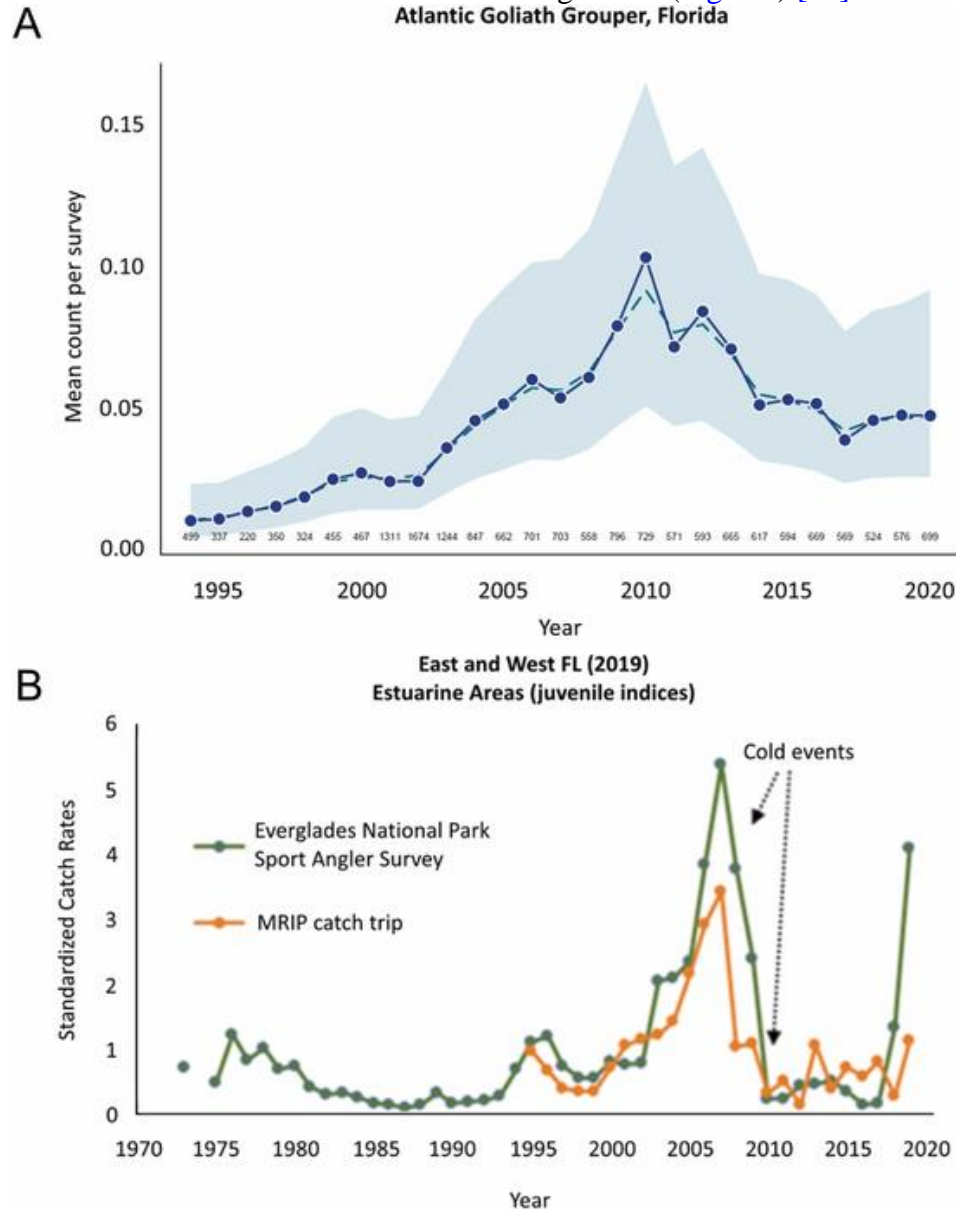 Atlantic Goliath Grouper, Florida
A
Mean count per survey
0.15
0.10
0.05
0.00
499 337 220 350 324 455 467 1311 1674 1244 847 662 701 703 558 796 729 571 593 665 617 594 669 569 524 576 699
1995 2000 2005 2010 2015 2020
Year
East and West FL (2019)
B
Estuarine Areas (juvenile indices)
Standardized Catch Rates
6
5
4
3
2
1
0
Cold events
Everglades National Park
Sport Angler Survey
MRIP catch trip
1970 1975 1980 1985 1990 1995 2000 2005 2010 2015 2020
Year